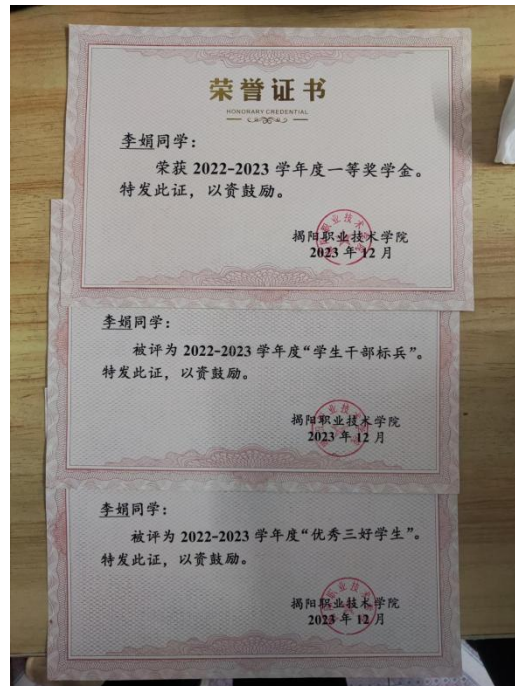 荣誉证书
HONORARY CREDENTIAL
李娟同学：
荣获 2022-2023 学年度一等奖学金。
特发此证，以资鼓励。
揭阳职业技术学院
2023 年 12 月
李娟同学：
被评为 2022-2023 学年度“学生干部标兵”。
特发此证，以资鼓励。
揭阳职业技术学院
2023 年 12 月
李娟同学：
被评为 2022-2023 学年度“优秀三好学生”。
特发此证，以资鼓励。
揭阳职业技术学院
2023 年 12 月